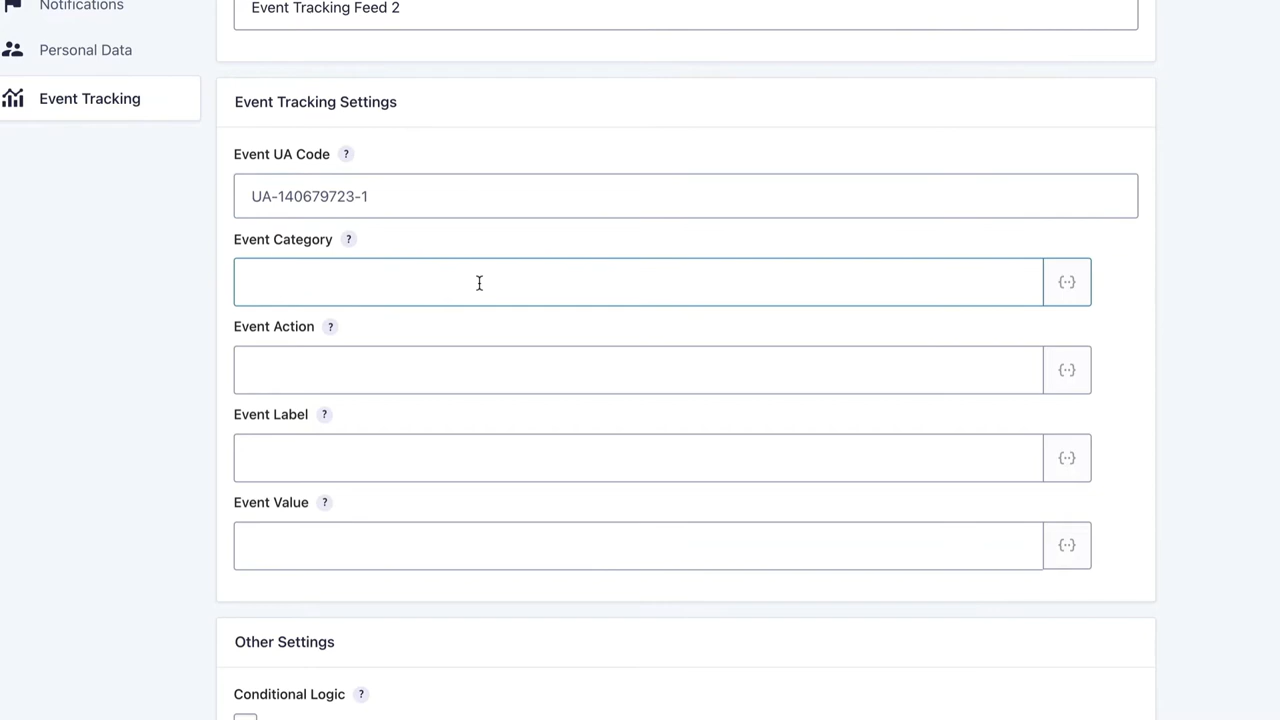 Notifications
Event Tracking Feed 2
Personal Data
Event Tracking
Event Tracking Settings
Event UA Code ?
UA-140679723-1
Event Category ?
{··}
Event Action ?
{··}
Event Label ?
{··}
Event Value ?
{··}
Other Settings
Conditional Logic ?